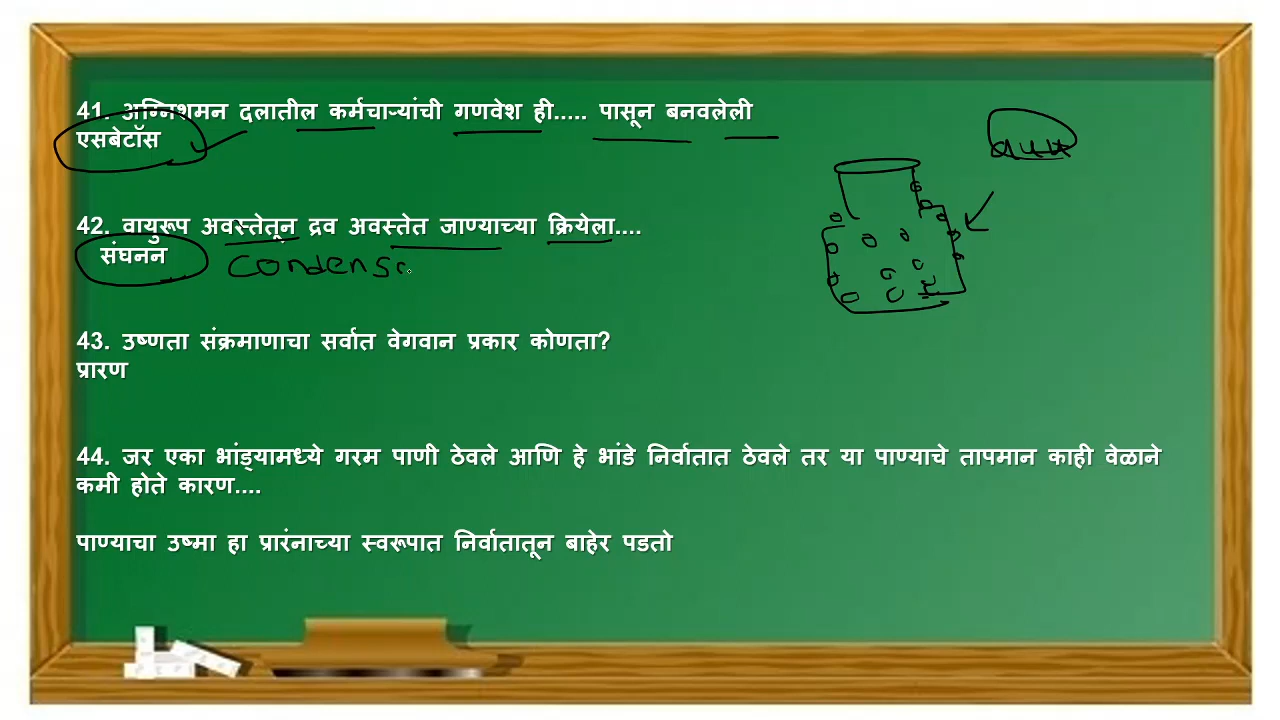 41. अग्निशमन दलातील कर्मचाऱ्यांची गणवेश ही..... पासून बनवलेली
एसबेटॉस
42. वायुरूप अवस्तेतून द्रव अवस्तेत जाण्याच्या क्रियेला....
संघनन
condens
43. उष्णता संक्रमाणाचा सर्वात वेगवान प्रकार कोणता?
प्रारण
44. जर एका भांड्यामध्ये गरम पाणी ठेवले आणि हे भांडे निर्वातात ठेवले तर या पाण्याचे तापमान काही वेळाने
कमी होते कारण....
पाण्याचा उष्मा हा प्रारंनाच्या स्वरूपात निर्वातातून बाहेर पडतो